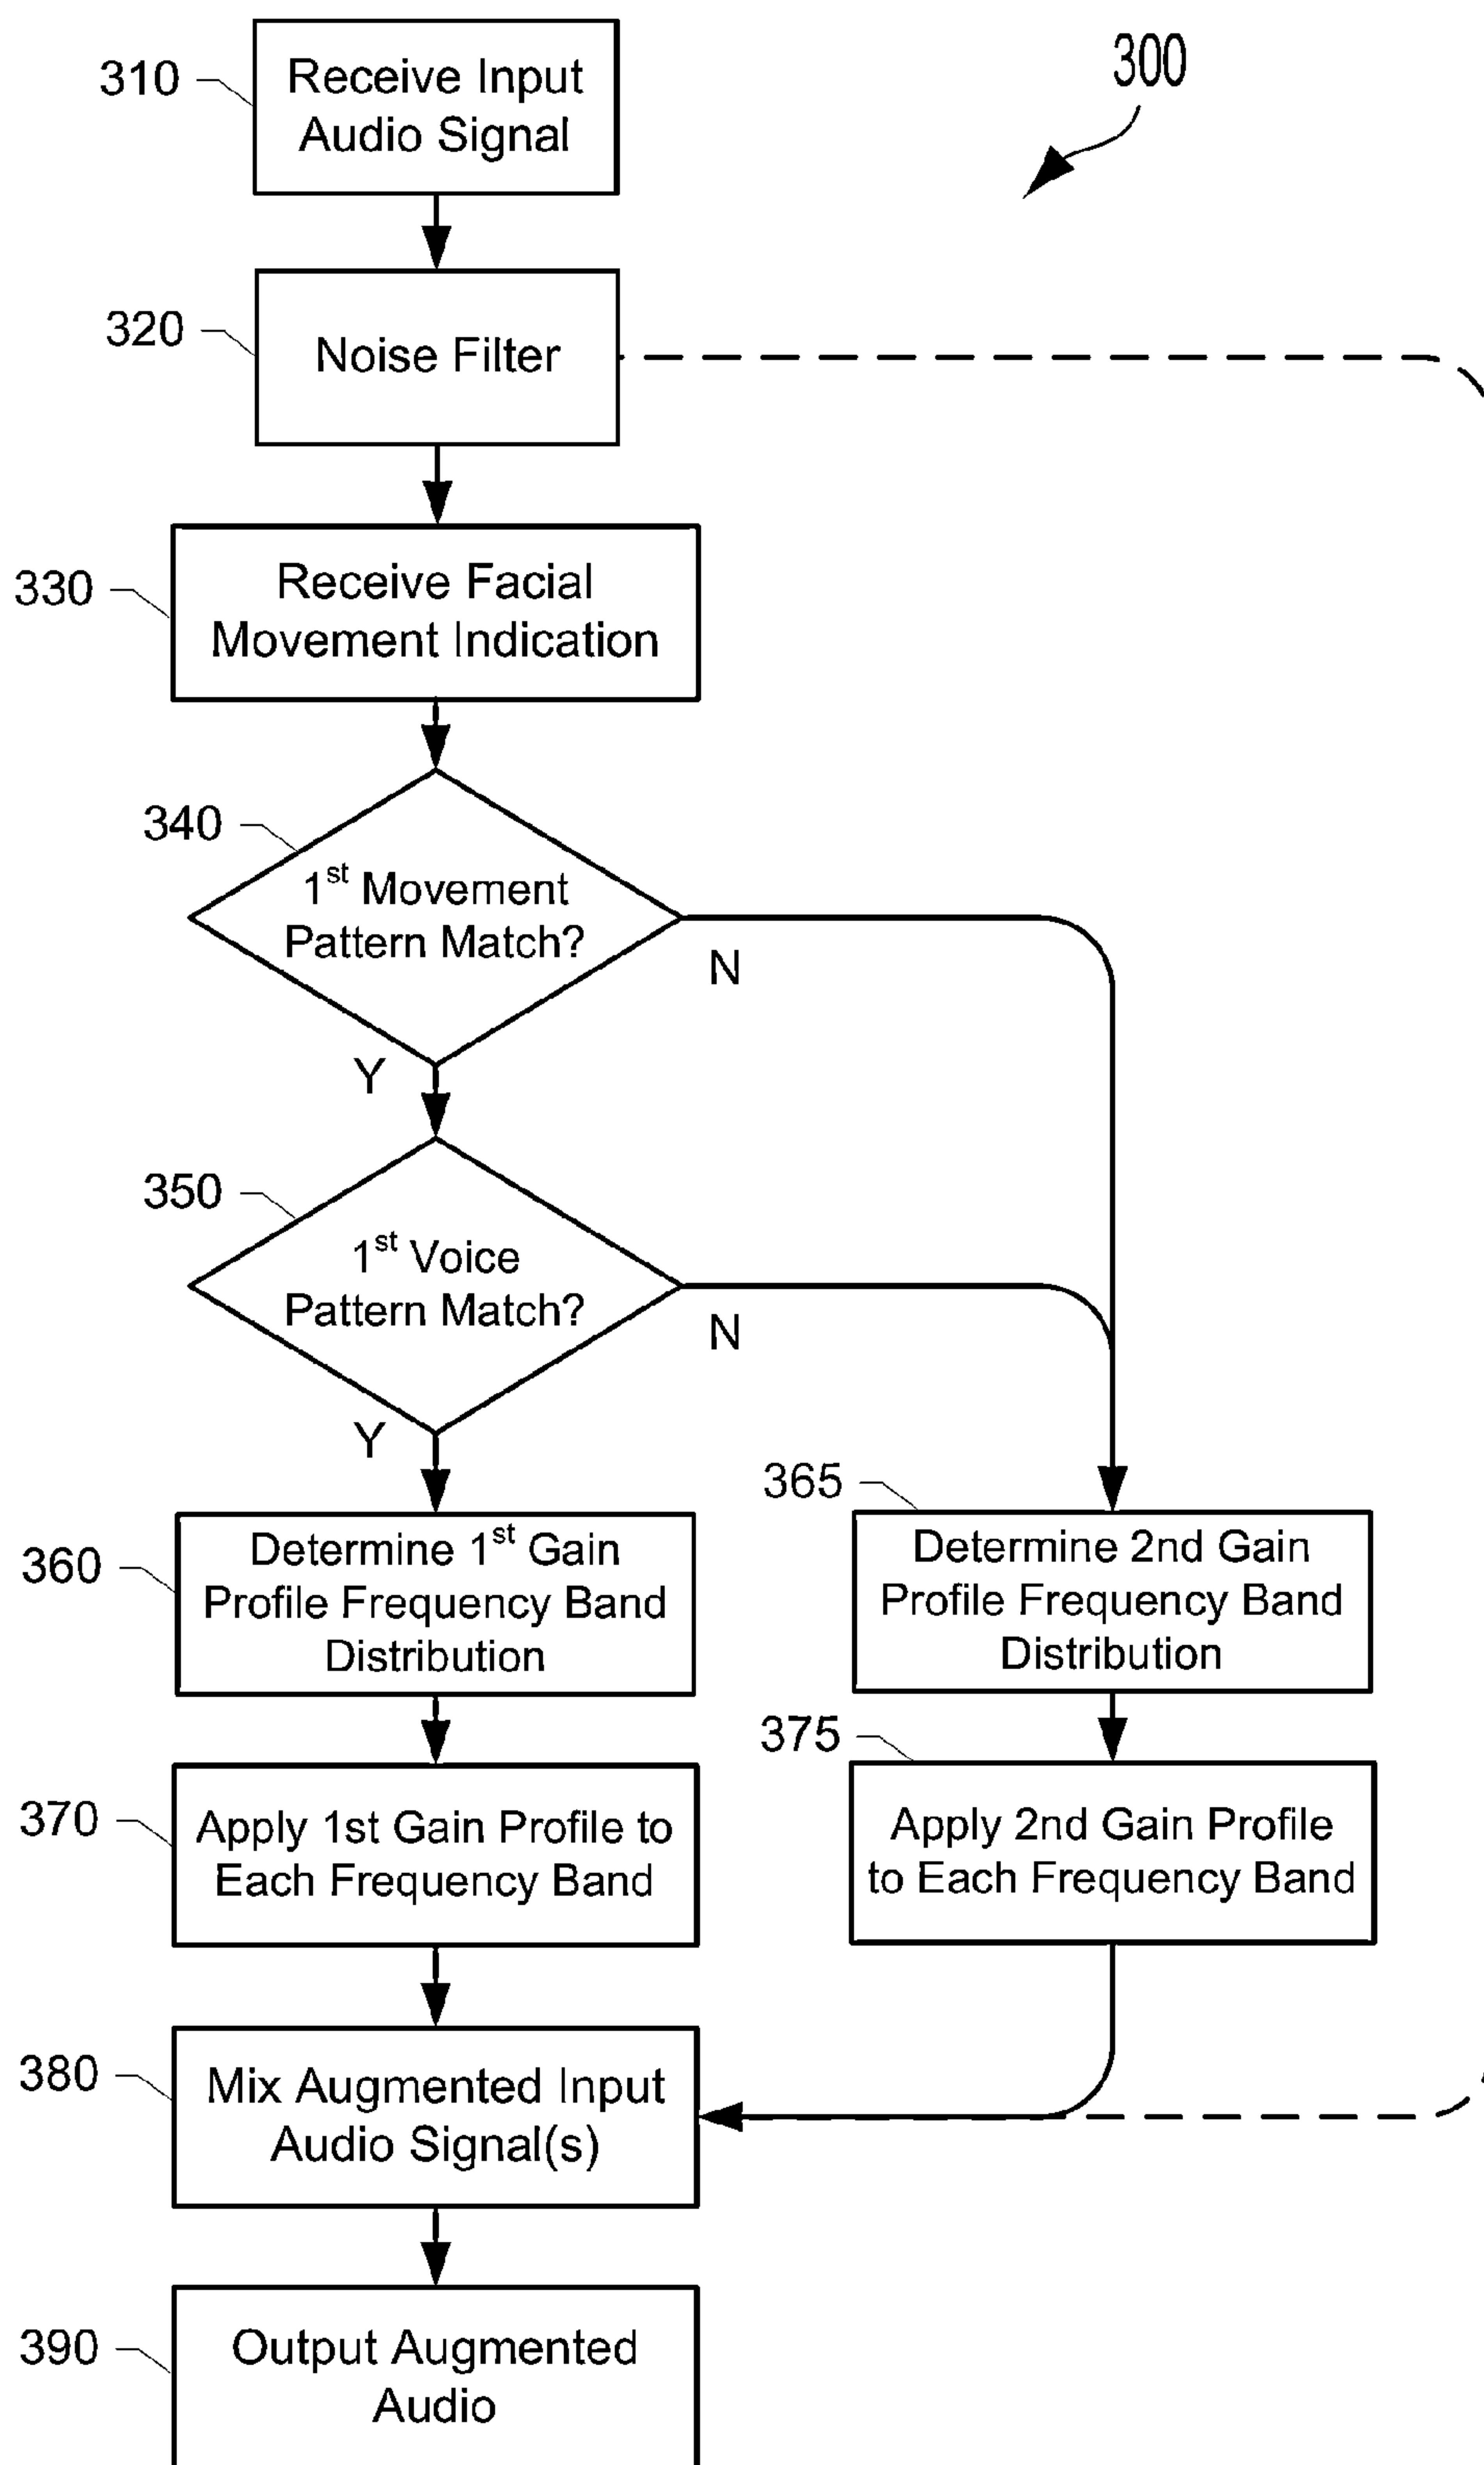 300
310
Receive Input
Audio Signal
320
Noise Filter
330
Receive Facial
Movement Indication
340
1st Movement
Pattern Match?
N
Y
350
1st Voice
Pattern Match?
N
Y
360
Determine 1st Gain
Profile Frequency Band
Distribution
365
Determine 2nd Gain
Profile Frequency Band
Distribution
370
Apply 1st Gain Profile to
Each Frequency Band
375
Apply 2nd Gain Profile
to Each Frequency Band
380
Mix Augmented Input
Audio Signal(s)
390
Output Augmented
Audio